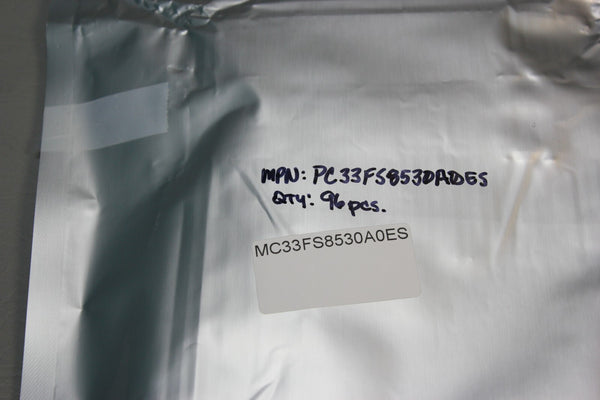 MPN: PC33FS8530A0ES
QTY: 96 pcs.
MC33FS8530A0ES